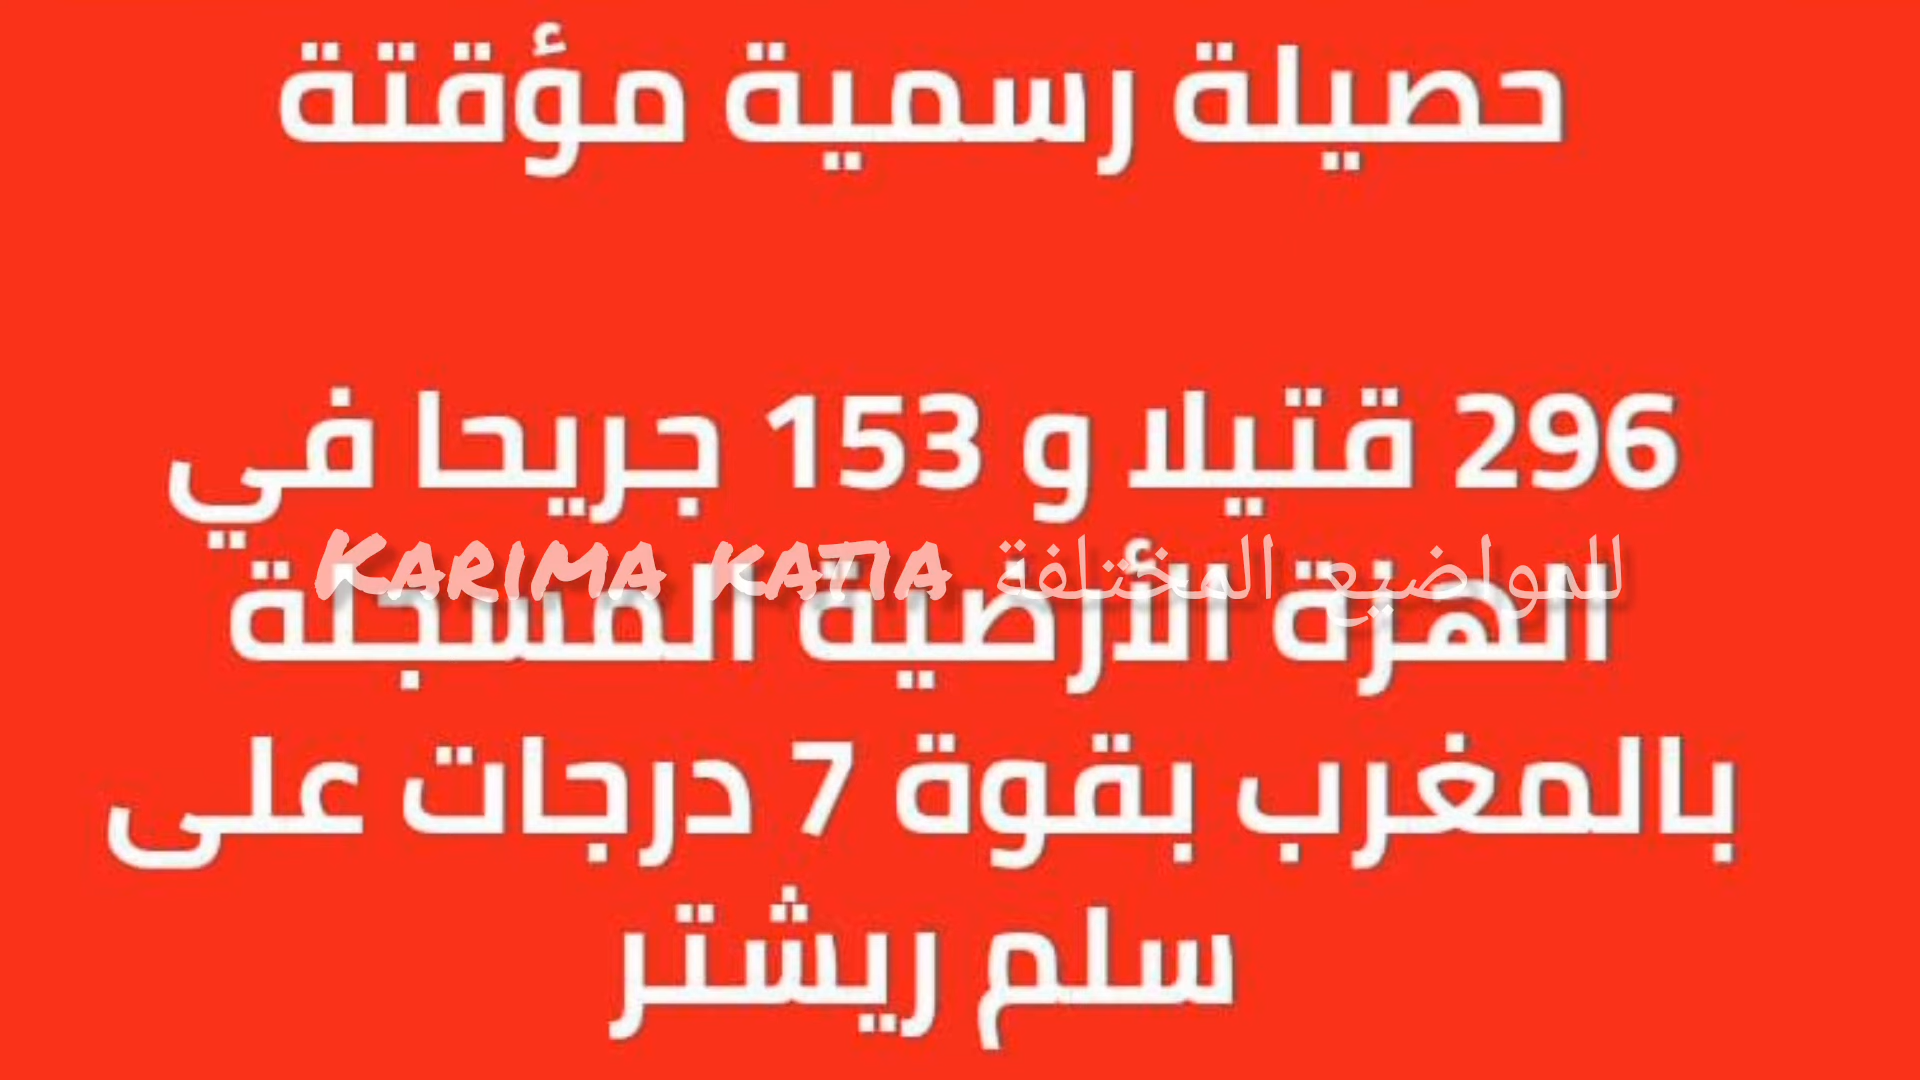 حصيلة رسمية مؤقتة
296 قتيلا و 153 جريحا في
للمواضيع المختلفة KARIMA KATIA
الهزة الأرضية المسجلة
بالمغرب بقوة 7 درجات على
سلم ريشتر